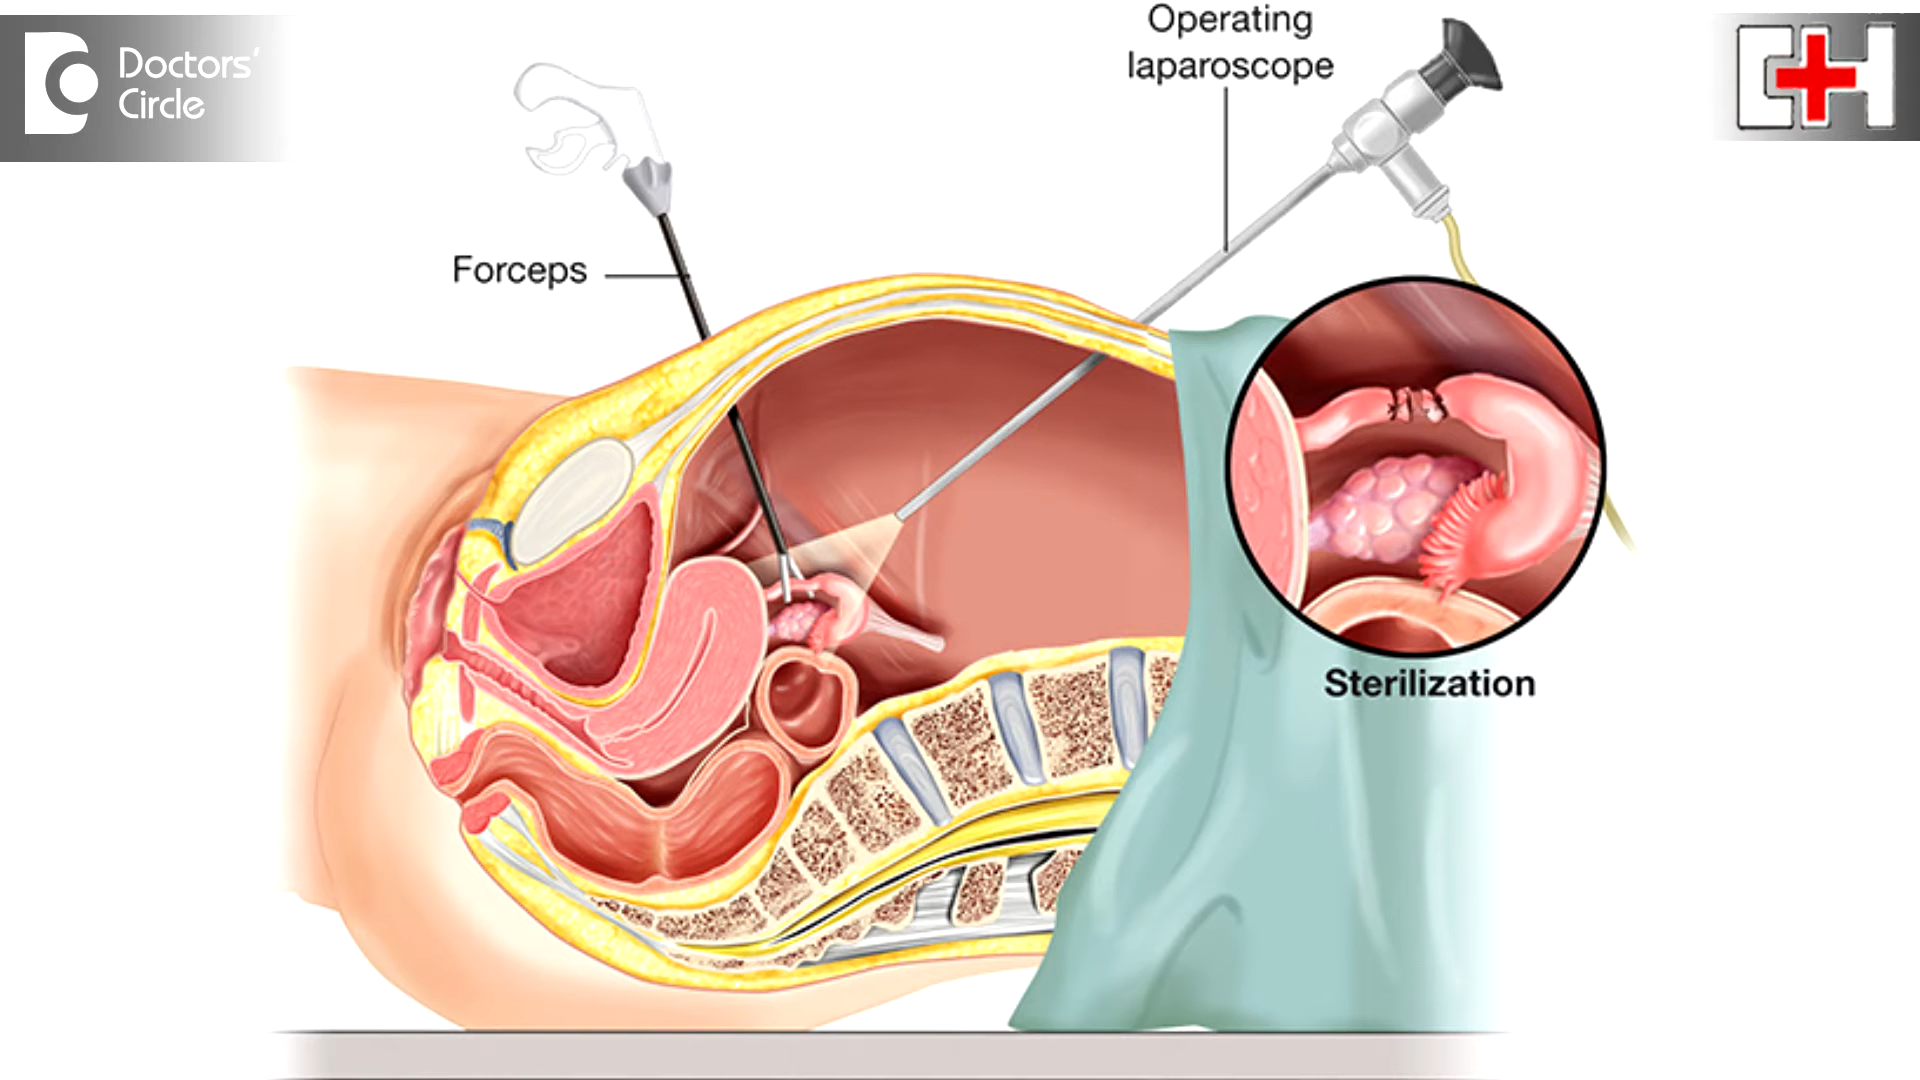 Doctors'
Circle
Operating
laparoscope
Forceps
Sterilization